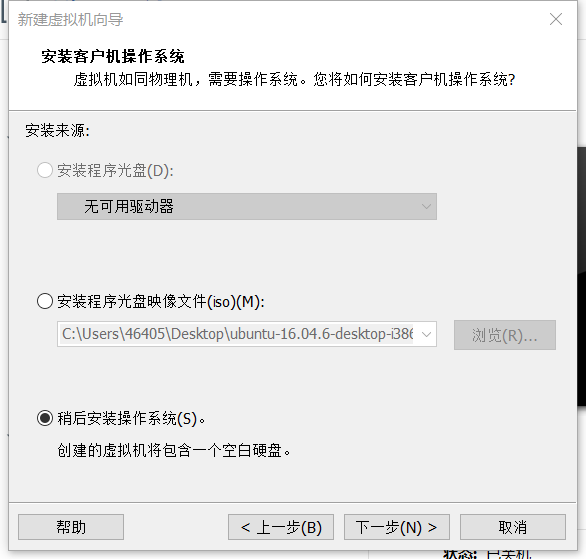 新建虚拟机向导
安装客户机操作系统
虚拟机如同物理机，需要操作系统。您将如何安装客户机操作系统?
安装来源:
安装程序光盘(D):
无可用驱动器
安装程序光盘映像文件(iso)(M):
C:\Users\46405\Desktop\ubuntu-16.04.6-desktop-i386
浏览(R)...
稍后安装操作系统(S)。
创建的虚拟机将包含一个空白硬盘。
帮助
< 上一步(B)
下一步(N) >
取消
状态: 已关机